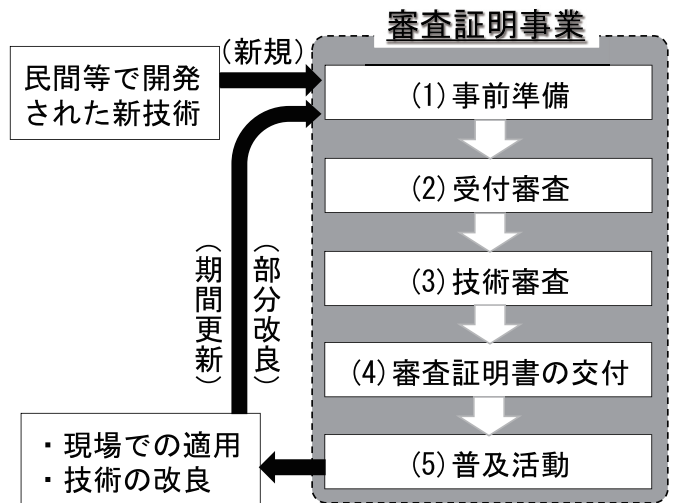 審査証明事業
(新規)
民間等で開発
された新技術
(1)事前準備
(2)受付審査
(3)技術審査
(4)審査証明書の交付
(5)普及活動
(部分改良)
(期間更新)
・現場での適用
・技術の改良